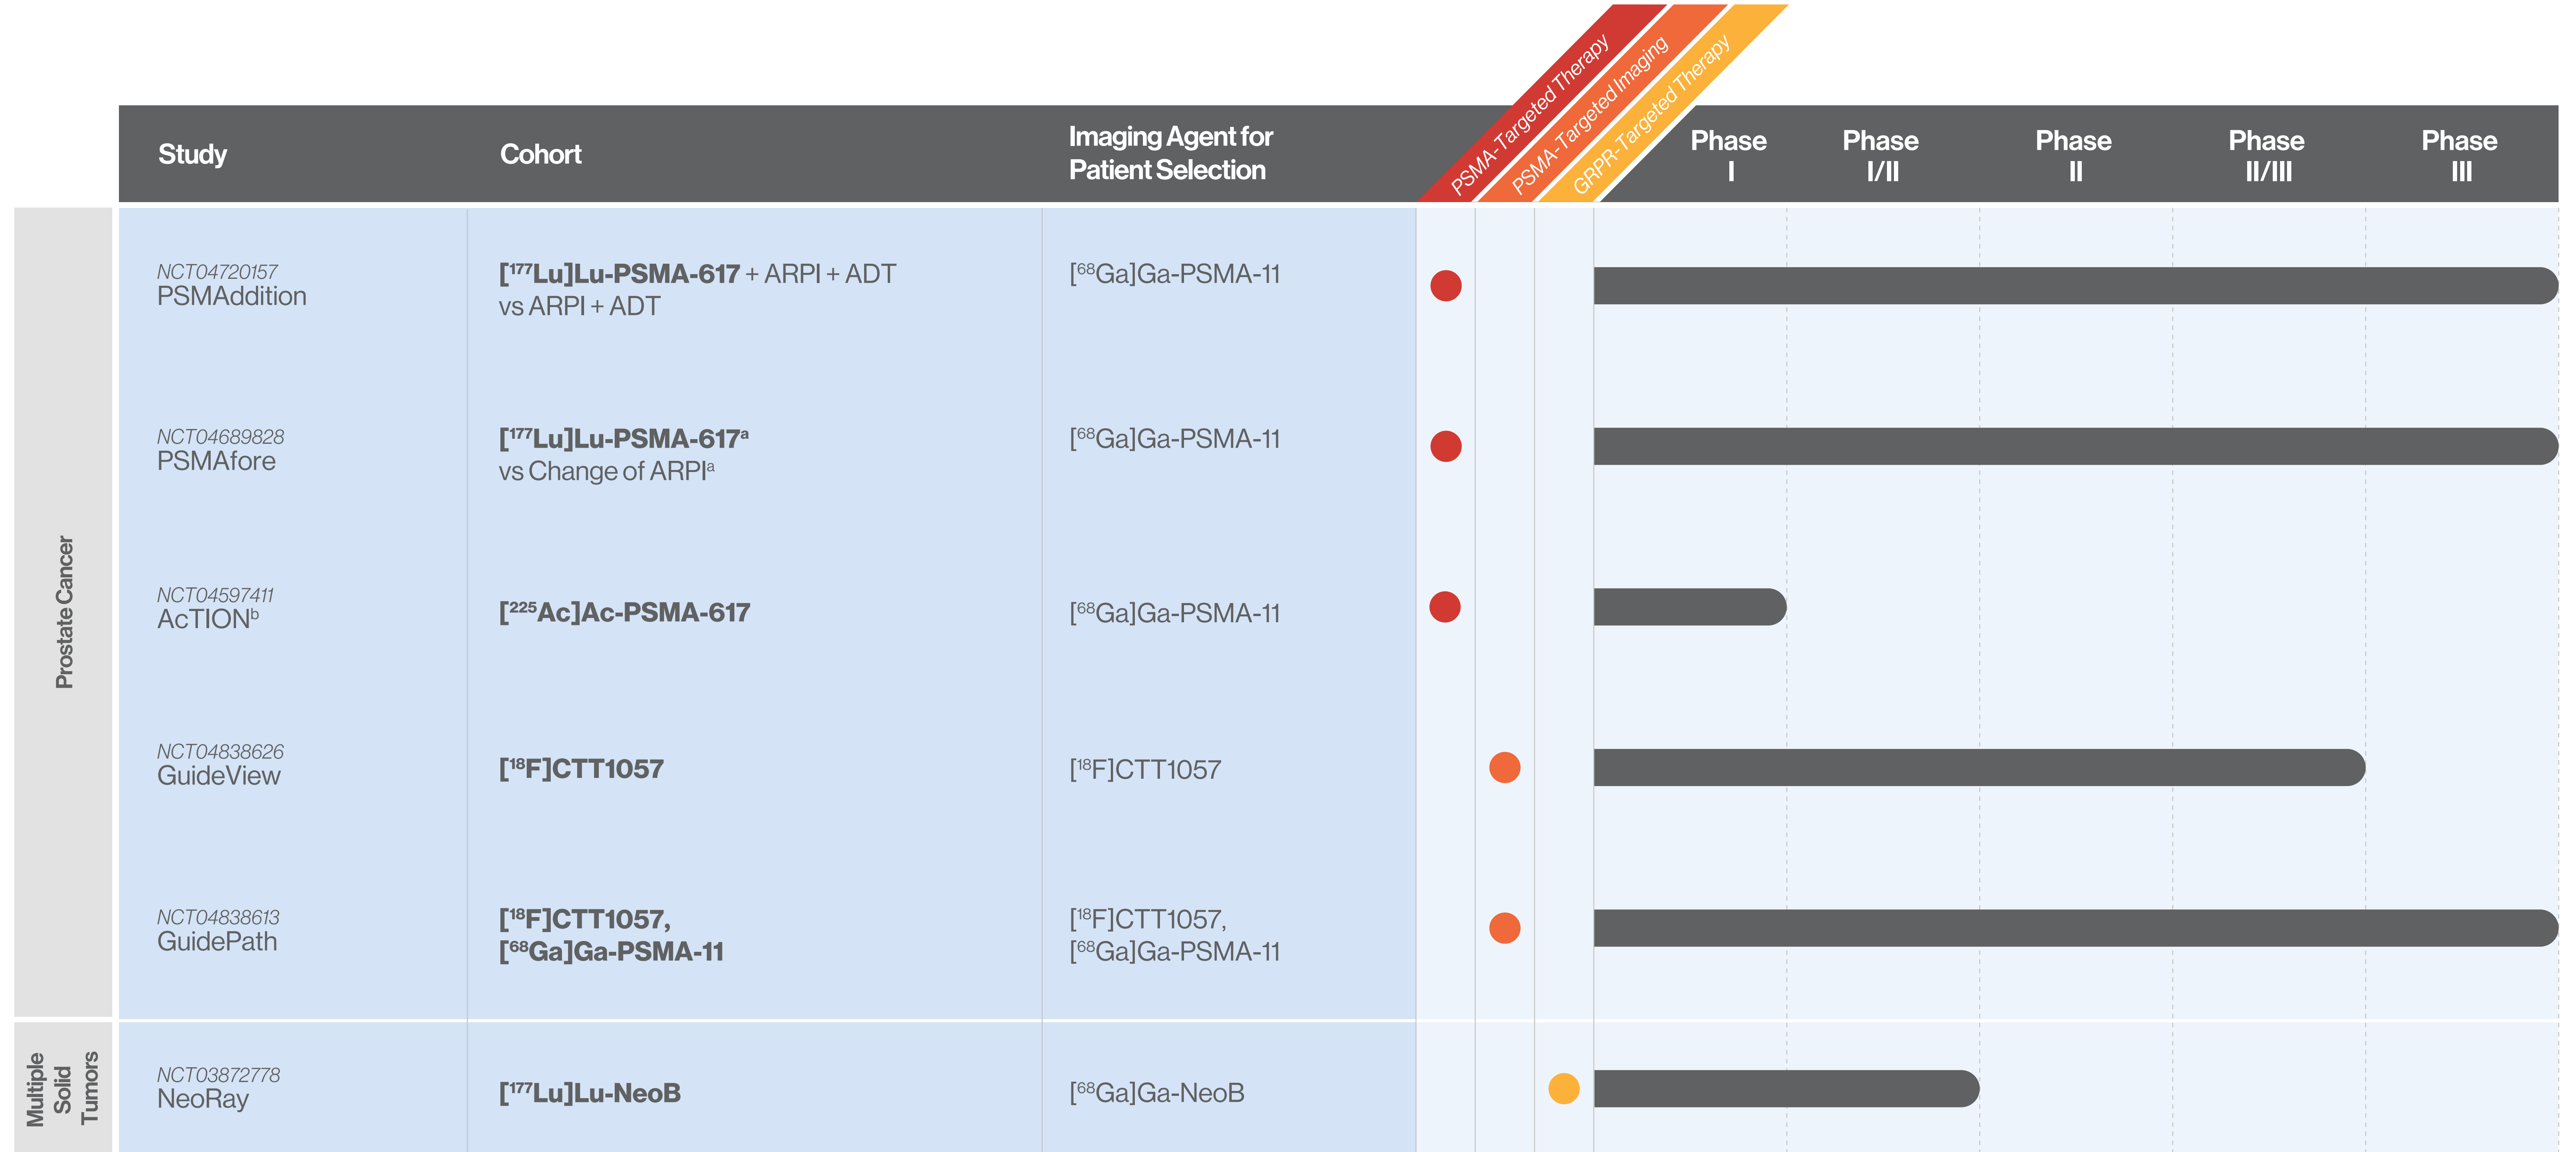 PSMA-Targeted Therapy
PSMA-Targeted Imaging
GRPR-Targeted Therapy
Study
Cohort
Imaging Agent for
Patient Selection
Phase
I
Phase
I/II
Phase
II
Phase
II/III
Phase
III
Prostate Cancer
NCT04720157
PSMAddition
[¹⁷⁷Lu]Lu-PSMA-617 + ARPI + ADT
vs ARPI + ADT
[⁶⁸Ga]Ga-PSMA-11
NCT04689828
PSMAfore
[¹⁷⁷Lu]Lu-PSMA-617ᵃ
vs Change of ARPIᵃ
[⁶⁸Ga]Ga-PSMA-11
NCT04597411
AcTIONᵇ
[²²⁵Ac]Ac-PSMA-617
[⁶⁸Ga]Ga-PSMA-11
NCT04838626
GuideView
[¹⁸F]CTT1057
[¹⁸F]CTT1057
NCT04838613
GuidePath
[¹⁸F]CTT1057,
[⁶⁸Ga]Ga-PSMA-11
[¹⁸F]CTT1057,
[⁶⁸Ga]Ga-PSMA-11
Multiple
Solid
Tumors
NCT03872778
NeoRay
[¹⁷⁷Lu]Lu-NeoB
[⁶⁸Ga]Ga-NeoB